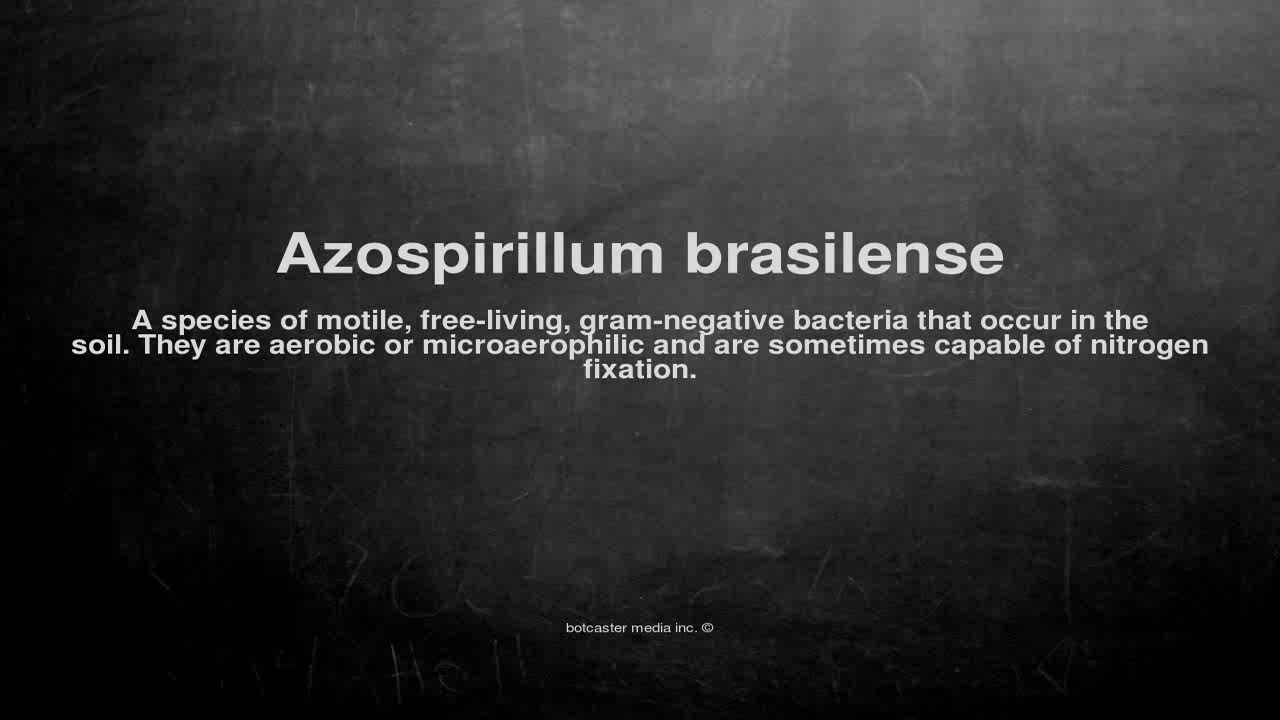 Azospirillum brasilense
A species of motile, free-living, gram-negative bacteria that occur in the
soil. They are aerobic or microaerophilic and are sometimes capable of nitrogen
fixation.
botcaster media inc. ©